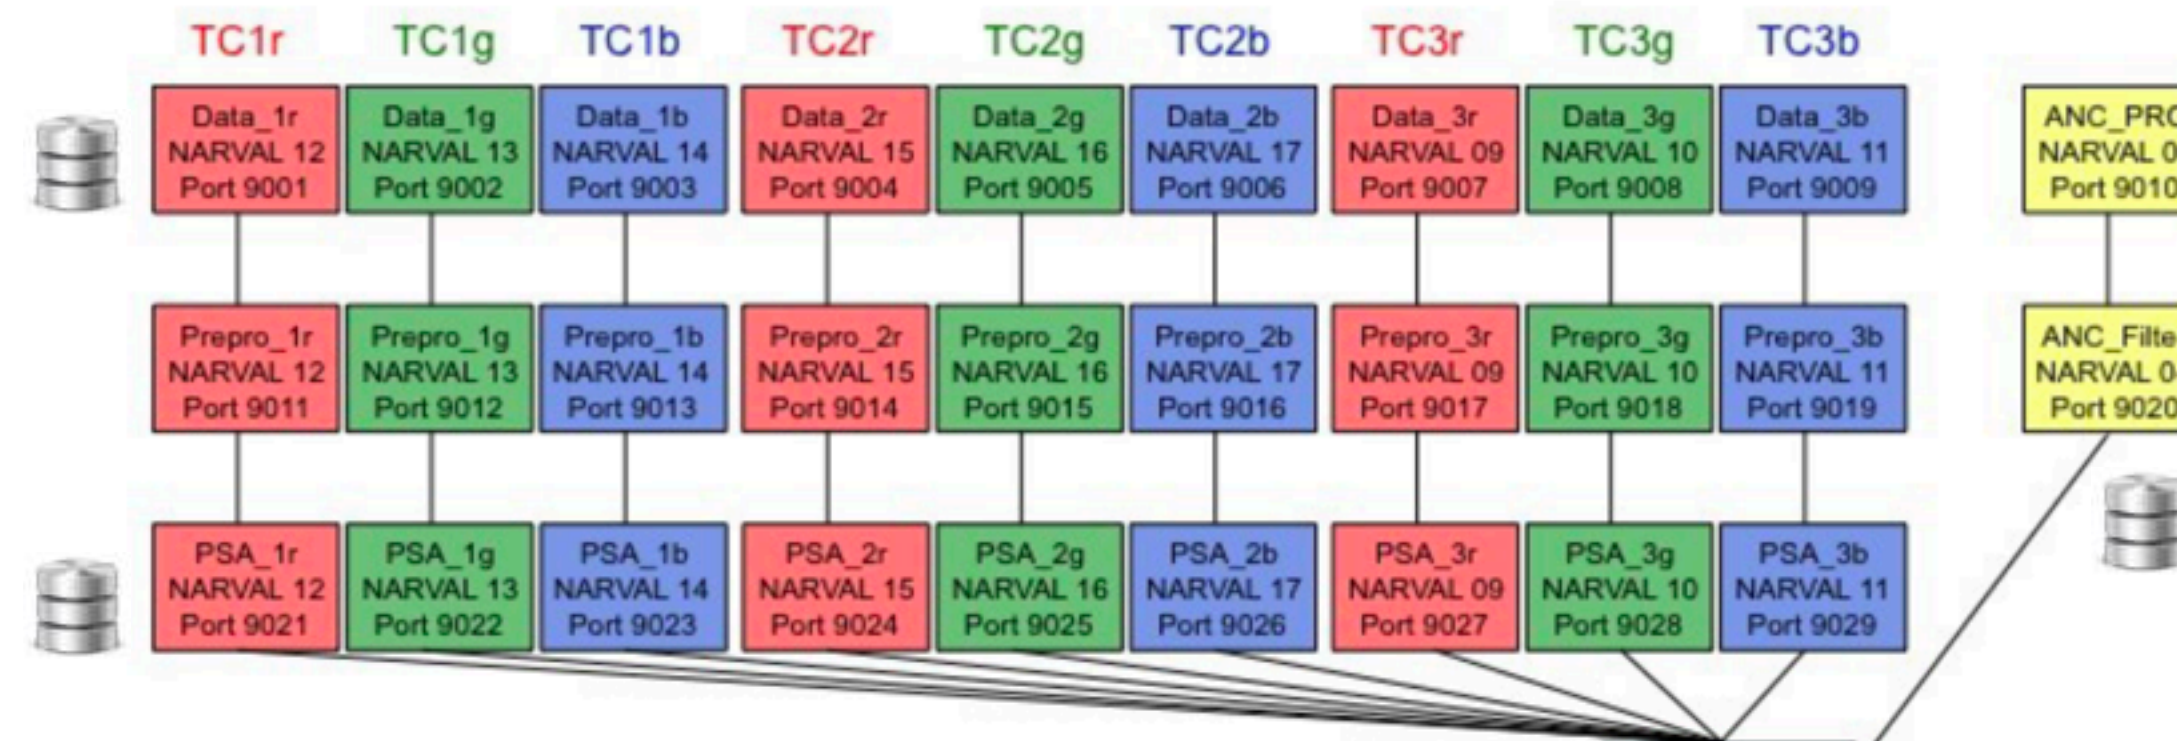 TC1r TC1g TC1b TC2r TC2g TC2b TC3r TC3g TC3b
Data_1r Data_1g Data_1b Data_2r Data_2g Data_2b Data_3r Data_3g Data_3b ANC_PRO
NARVAL 12 NARVAL 13 NARVAL 14 NARVAL 15 NARVAL 16 NARVAL 17 NARVAL 09 NARVAL 10 NARVAL 11 NARVAL 0
Port 9001 Port 9002 Port 9003 Port 9004 Port 9005 Port 9006 Port 9007 Port 9008 Port 9009 Port 9010
Prepro_1r Prepro_1g Prepro_1b Prepro_2r Prepro_2g Prepro_2b Prepro_3r Prepro_3g Prepro_3b ANC_Filte
NARVAL 12 NARVAL 13 NARVAL 14 NARVAL 15 NARVAL 16 NARVAL 17 NARVAL 09 NARVAL 10 NARVAL 11 NARVAL 0
Port 9011 Port 9012 Port 9013 Port 9014 Port 9015 Port 9016 Port 9017 Port 9018 Port 9019 Port 9020
PSA_1r PSA_1g PSA_1b PSA_2r PSA_2g PSA_2b PSA_3r PSA_3g PSA_3b
NARVAL 12 NARVAL 13 NARVAL 14 NARVAL 15 NARVAL 16 NARVAL 17 NARVAL 09 NARVAL 10 NARVAL 11
Port 9021 Port 9022 Port 9023 Port 9024 Port 9025 Port 9026 Port 9027 Port 9028 Port 9029